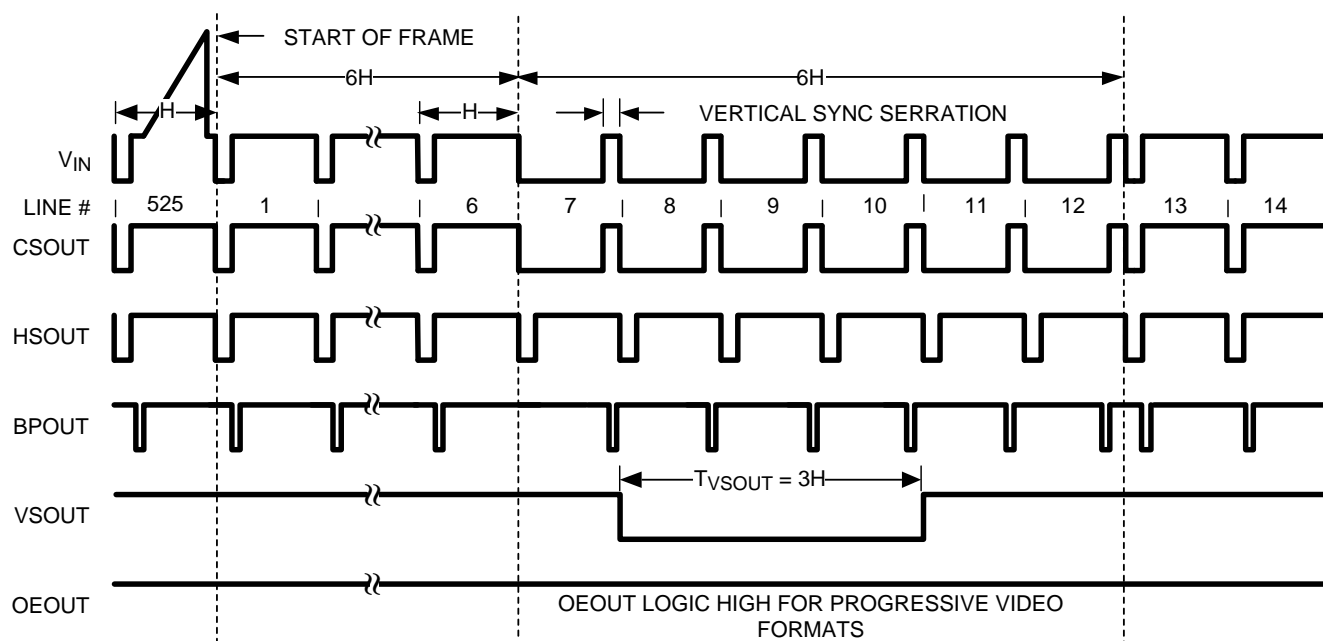 START OF FRAME
6H
6H
H
H
VERTICAL SYNC SERRATION
VIN
LINE # 525 1 6 7 8 9 10 11 12 13 14
CSOUT
HSOUT
BPOUT
TVSOUT = 3H
VSOUT
OEOUT
OEOUT LOGIC HIGH FOR PROGRESSIVE VIDEO
FORMATS